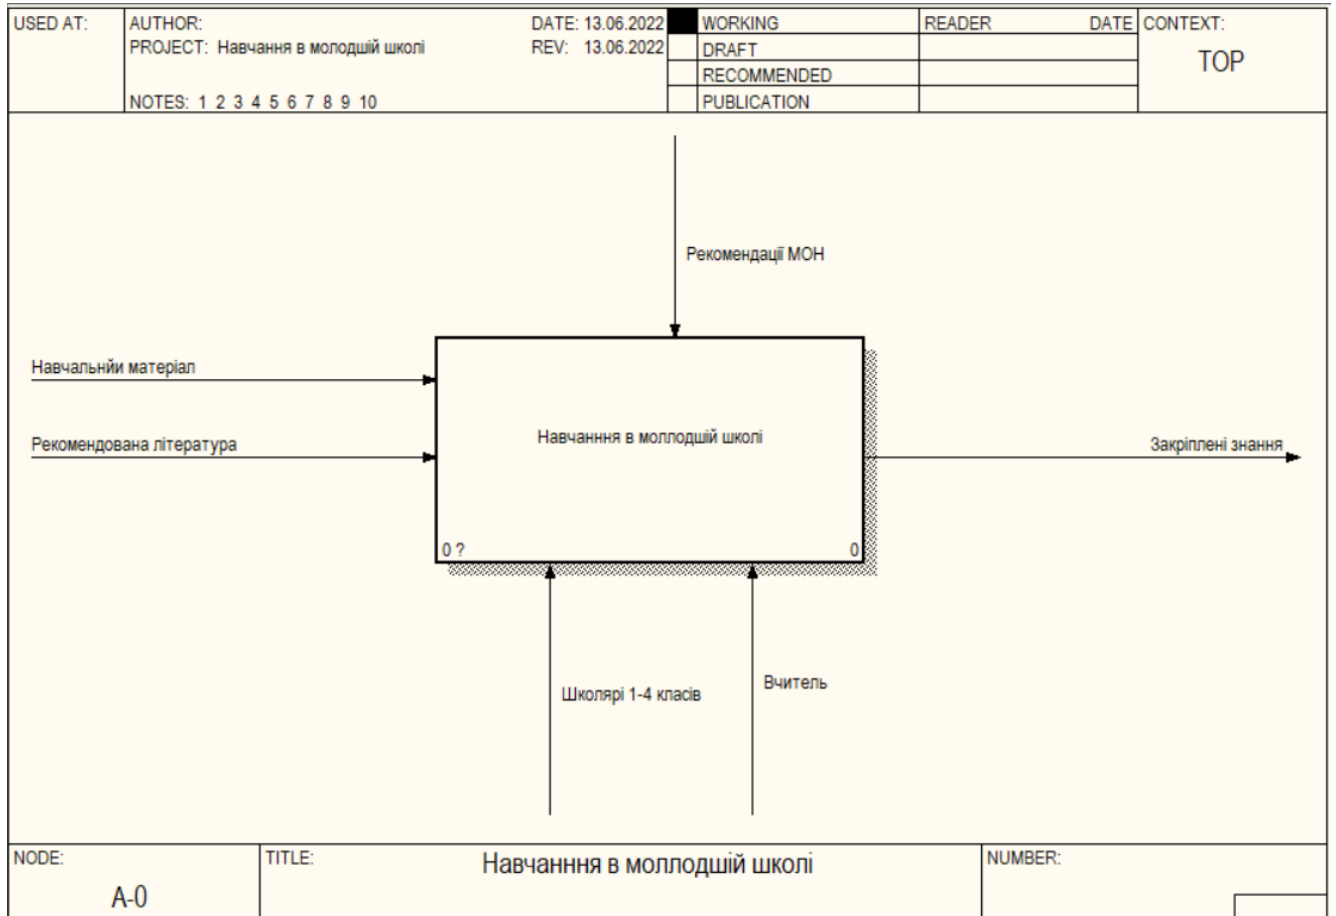 USED AT:
AUTHOR:
DATE: 13.06.2022
PROJECT: Навчання в молодшій школі
REV: 13.06.2022
NOTES: 1 2 3 4 5 6 7 8 9 10
WORKING
DRAFT
RECOMMENDED
PUBLICATION
READER
DATE
CONTEXT:
TOP
Рекомендації МОН
Навчальнйи матеріал
Рекомендована література
Навчанння в моллодшій школі
0 ?
0
Закріплені знання
Школярі 1-4 класів
Вчитель
NODE:
A-0
TITLE:
Навчанння в моллодшій школі
NUMBER: